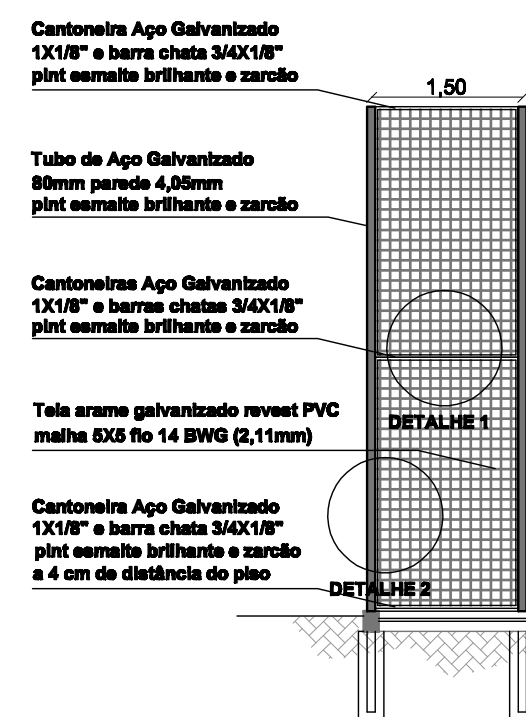 Cantoneira Aço Galvanizado
1X1/8" e barra chata 3/4X1/8"
pint esmalte brilhante e zarcão
1,50
Tubo de Aço Galvanizado
80mm parede 4,05mm
pint esmalte brilhante e zarcão
Cantoneiras Aço Galvanizado
1X1/8" e barras chatas 3/4X1/8"
pint esmalte brilhante e zarcão
Tela arame galvanizado revest PVC
malha 5X5 fio 14 BWG (2,11mm)
DETALHE 1
Cantoneira Aço Galvanizado
1X1/8" e barra chata 3/4X1/8"
pint esmalte brilhante e zarcão
a 4 cm de distância do piso
DETALHE 2